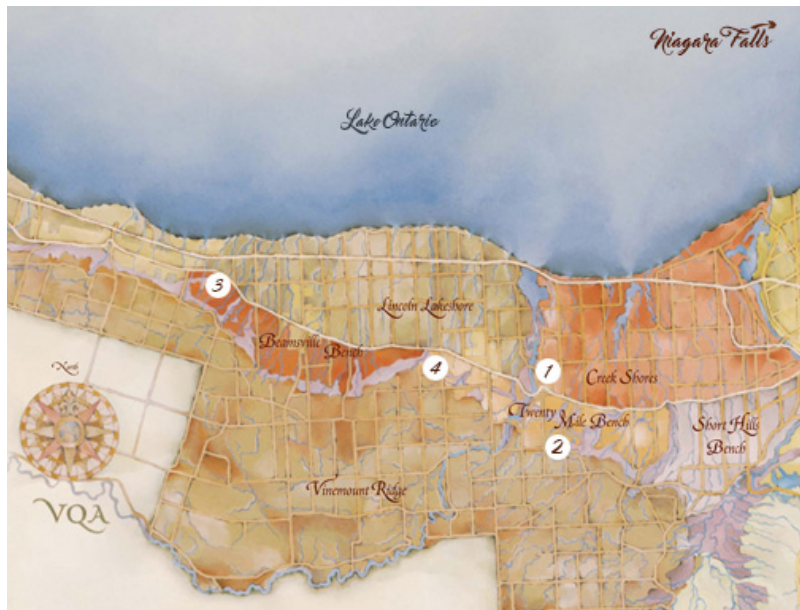 Niagara Falls
Lake Ontario
3
Lincoln Lakeshore
Beamsville
Bench
North
4
1
Creek Shores
Twenty Mile Bench
Short Hills
Bench
2
Vinemount Ridge
VQA